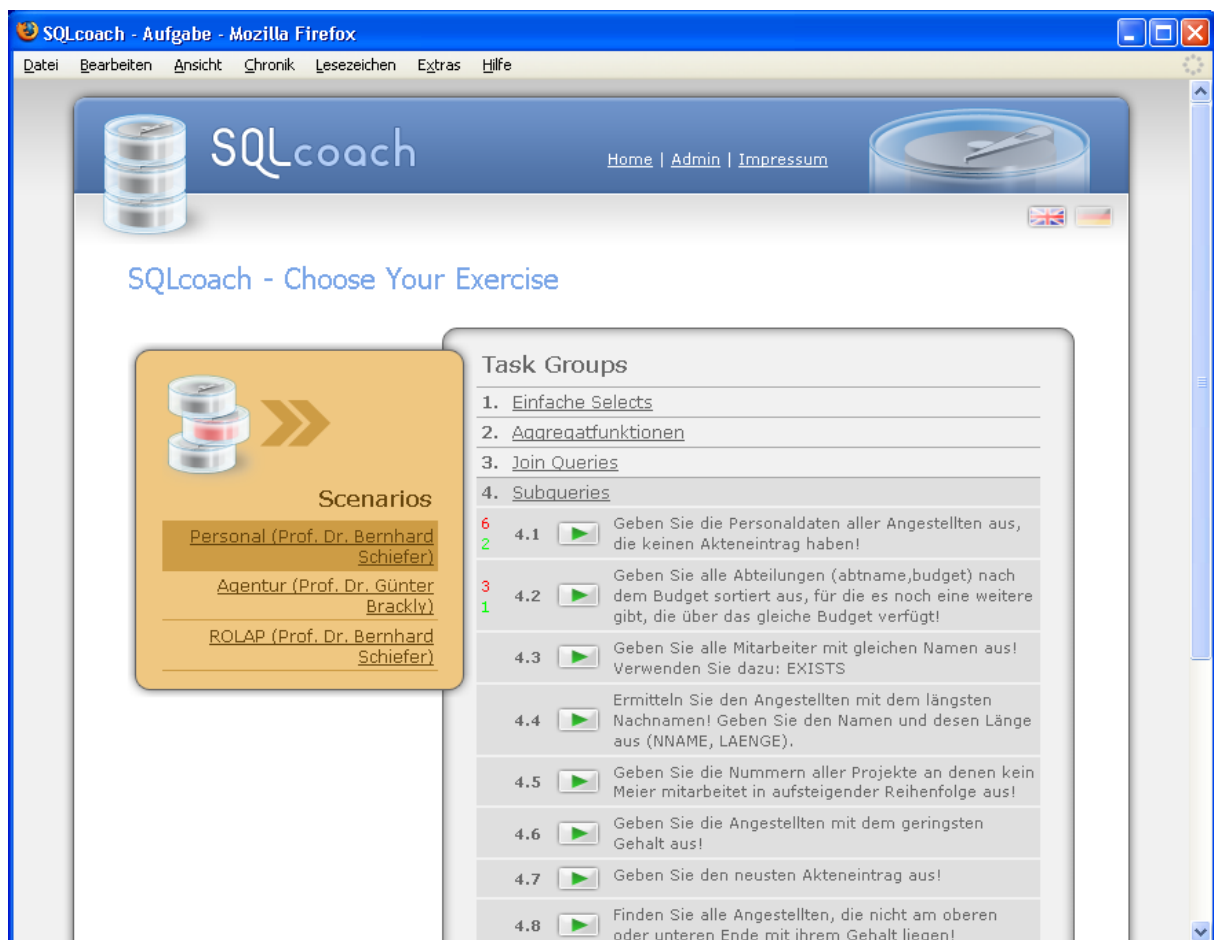 SQLcoach - Aufgabe - Mozilla Firefox
Datei Bearbeiten Ansicht Chronik Lesezeichen Extras Hilfe
SQLcoach
Home | Admin | Impressum
SQLcoach - Choose Your Exercise
Scenarios
Personal (Prof. Dr. Bernhard
Schiefer)
Agentur (Prof. Dr. Günter
Brackly)
ROLAP (Prof. Dr. Bernhard
Schiefer)
Task Groups
1. Einfache Selects
2. Aggregatfunktionen
3. Join Queries
4. Subqueries
6
2
4.1
Geben Sie die Personaldaten aller Angestellten aus,
die keinen Akteneintrag haben!
3
1
4.2
Geben Sie alle Abteilungen (abtname,budget) nach
dem Budget sortiert aus, für die es noch eine weitere
gibt, die über das gleiche Budget verfügt!
4.3
Geben Sie alle Mitarbeiter mit gleichen Namen aus!
Verwenden Sie dazu: EXISTS
4.4
Ermitteln Sie den Angestellten mit dem längsten
Nachnamen! Geben Sie den Namen und desen Länge
aus (NNAME, LAENGE).
4.5
Geben Sie die Nummern aller Projekte an denen kein
Meier mitarbeitet in aufsteigender Reihenfolge aus!
4.6
Geben Sie die Angestellten mit dem geringsten
Gehalt aus!
4.7
Geben Sie den neusten Akteneintrag aus!
4.8
Finden Sie alle Angestellten, die nicht am oberen
oder unteren Ende mit ihrem Gehalt liegen!